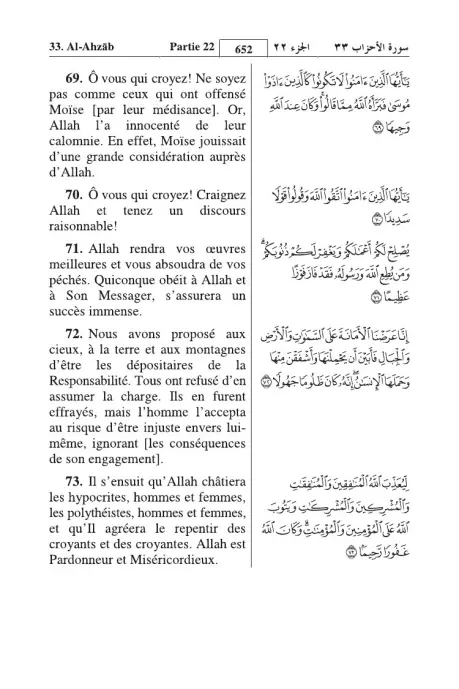 33. Al-Ahzāb Partie 22 652 الجزء ٢٢ سورة الأحزاب ٣٣
69. Ô vous qui croyez! Ne soyez
pas comme ceux qui ont offensé
Moïse [par leur médisance]. Or,
Allah l’a innocenté de leur
calomnie. En effet, Moïse jouissait
d’une grande considération auprès
d’Allah.
70. Ô vous qui croyez! Craignez
Allah et tenez un discours
raisonnable!
71. Allah rendra vos œuvres
meilleures et vous absoudra de vos
péchés. Quiconque obéit à Allah et
à Son Messager, s’assurera un
succès immense.
72. Nous avons proposé aux
cieux, à la terre et aux montagnes
d’être les dépositaires de la
Responsabilité. Tous ont refusé d’en
assumer la charge. Ils en furent
effrayés, mais l’homme l’accepta
au risque d’être injuste envers lui-
même, ignorant [les conséquences
de son engagement].
73. Il s’ensuit qu’Allah châtiera
les hypocrites, hommes et femmes,
les polythéistes, hommes et femmes,
et qu’Il agréera le repentir des
croyants et des croyantes. Allah est
Pardonneur et Miséricordieux.
يَٰٓأَيُّهَا ٱلَّذِينَ ءَامَنُوا۟ لَا تَكُونُوا۟ كَٱلَّذِينَ ءَاذَوْا۟
مُوسَىٰ فَبَرَّأَهُ ٱللَّهُ مِمَّا قَالُوا۟ ۚ وَكَانَ عِندَ ٱللَّهِ
وَجِيهًا ٦٩
يَٰٓأَيُّهَا ٱلَّذِينَ ءَامَنُوا۟ ٱتَّقُوا۟ ٱللَّهَ وَقُولُوا۟ قَوْلًا
سَدِيدًا ٧٠
يُصْلِحْ لَكُمْ أَعْمَٰلَكُمْ وَيَغْفِرْ لَكُمْ ذُنُوبَكُمْ ۗ
وَمَن يُطِعِ ٱللَّهَ وَرَسُولَهُۥ فَقَدْ فَازَ فَوْزًا
عَظِيمًا ٧١
إِنَّا عَرَضْنَا ٱلْأَمَانَةَ عَلَى ٱلسَّمَٰوَٰتِ وَٱلْأَرْضِ
وَٱلْجِبَالِ فَأَبَيْنَ أَن يَحْمِلْنَهَا وَأَشْفَقْنَ مِنْهَا
وَحَمَلَهَا ٱلْإِنسَٰنُ ۖ إِنَّهُۥ كَانَ ظَلُومًا جَهُولًا ٧٢
لِّيُعَذِّبَ ٱللَّهُ ٱلْمُنَٰفِقِينَ وَٱلْمُنَٰفِقَٰتِ
وَٱلْمُشْرِكِينَ وَٱلْمُشْرِكَٰتِ وَيَتُوبَ
ٱللَّهُ عَلَى ٱلْمُؤْمِنِينَ وَٱلْمُؤْمِنَٰتِ ۗ وَكَانَ ٱللَّهُ
غَفُورًا رَّحِيمًا ٧٣